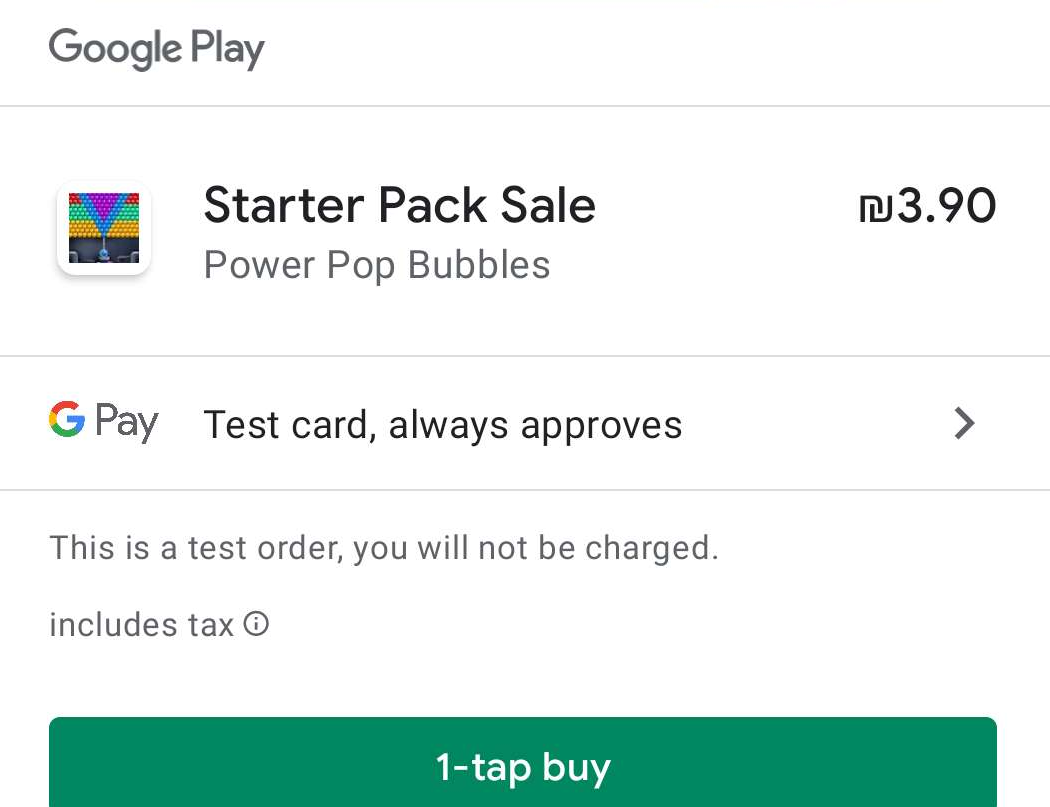 Google Play
Starter Pack Sale
₪3.90
Power Pop Bubbles
G Pay
Test card, always approves
This is a test order, you will not be charged.
includes tax
1-tap buy